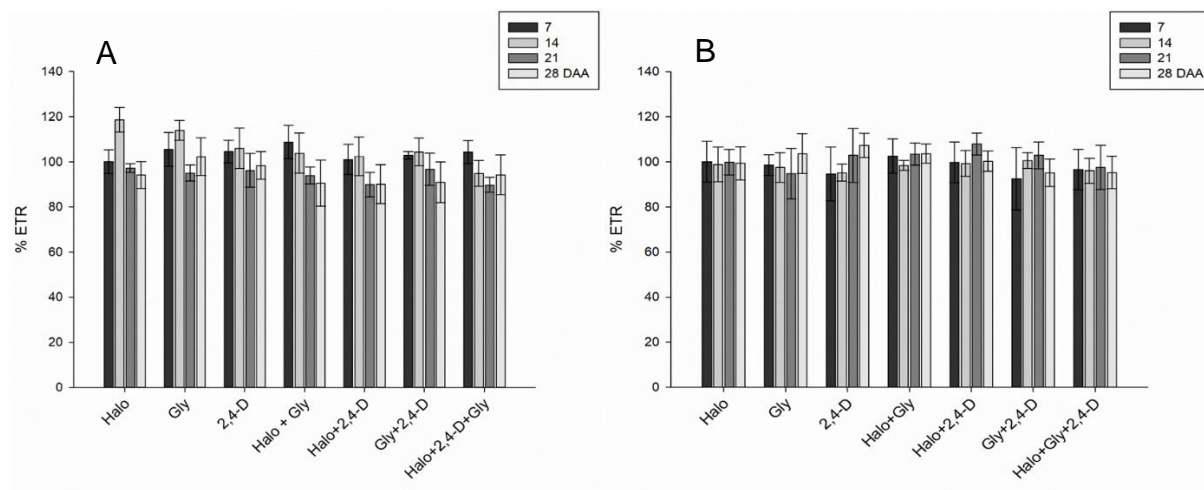 A
7
14
21
28 DAA
140
120
100
80
60
40
20
0
% ETR
Halo
Gly
2,4-D
Halo + Gly
Halo+2,4-D
Gly+2,4-D
Halo+2,4-D+Gly
B
7
14
21
28 DAA
140
120
100
80
60
40
20
0
% ETR
Halo
Gly
2,4-D
Halo+Gly
Halo+2,4-D
Gly+2,4-D
Halo+Gly+2,4-D